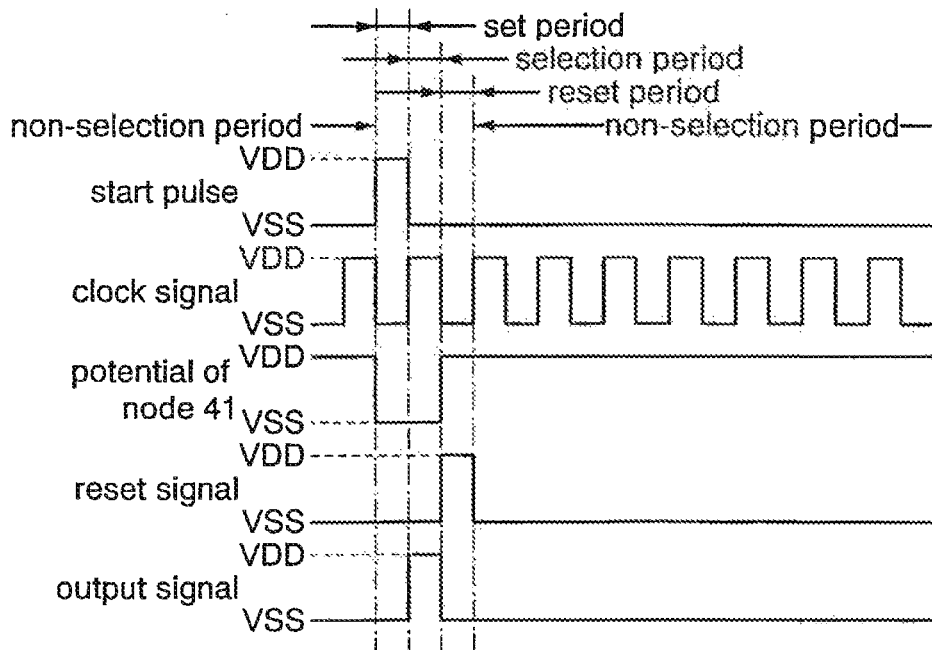 set period
selection period
reset period
non-selection period
non-selection period
VDD
start pulse
VSS
VDD
clock signal
VSS
VDD
potential of
node 41
VSS
VDD
reset signal
VSS
VDD
output signal
VSS